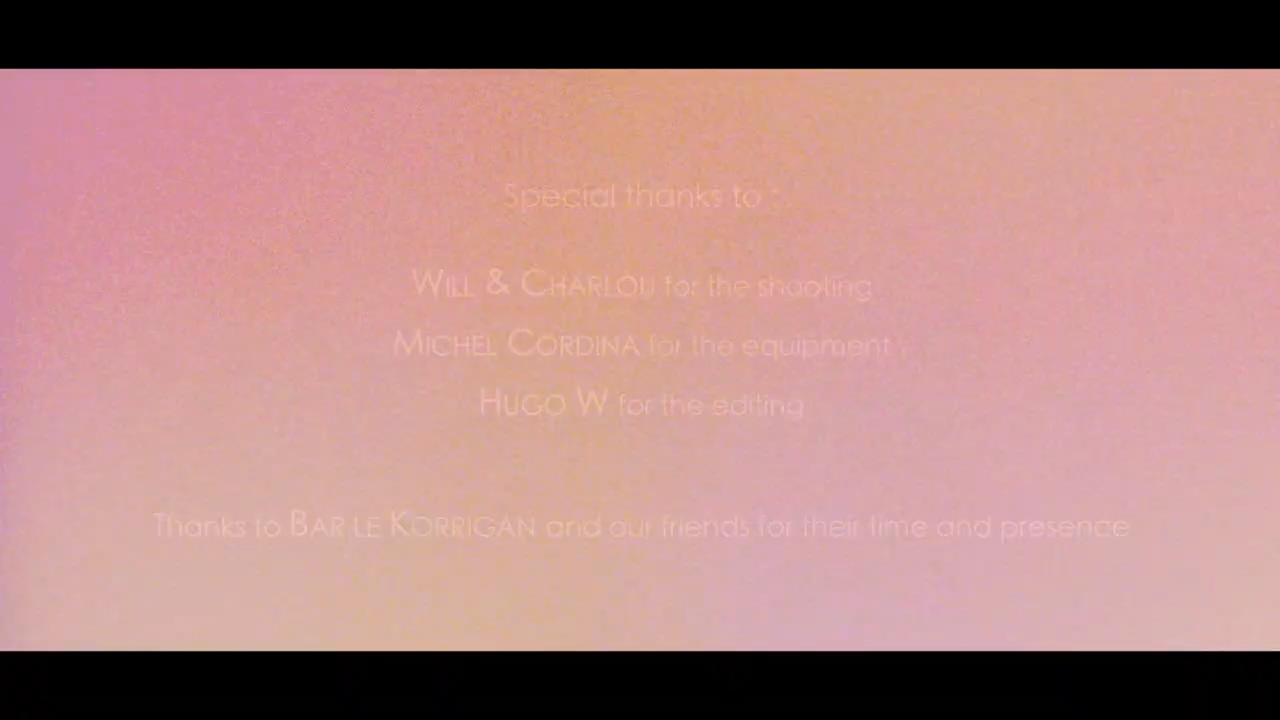 Special thanks to :
WILL & CHARLOU for the shooting
MICHEL CORDINA for the equipment
HUGO W for the editing
Thanks to BAR LE KORRIGAN and our friends for their time and presence